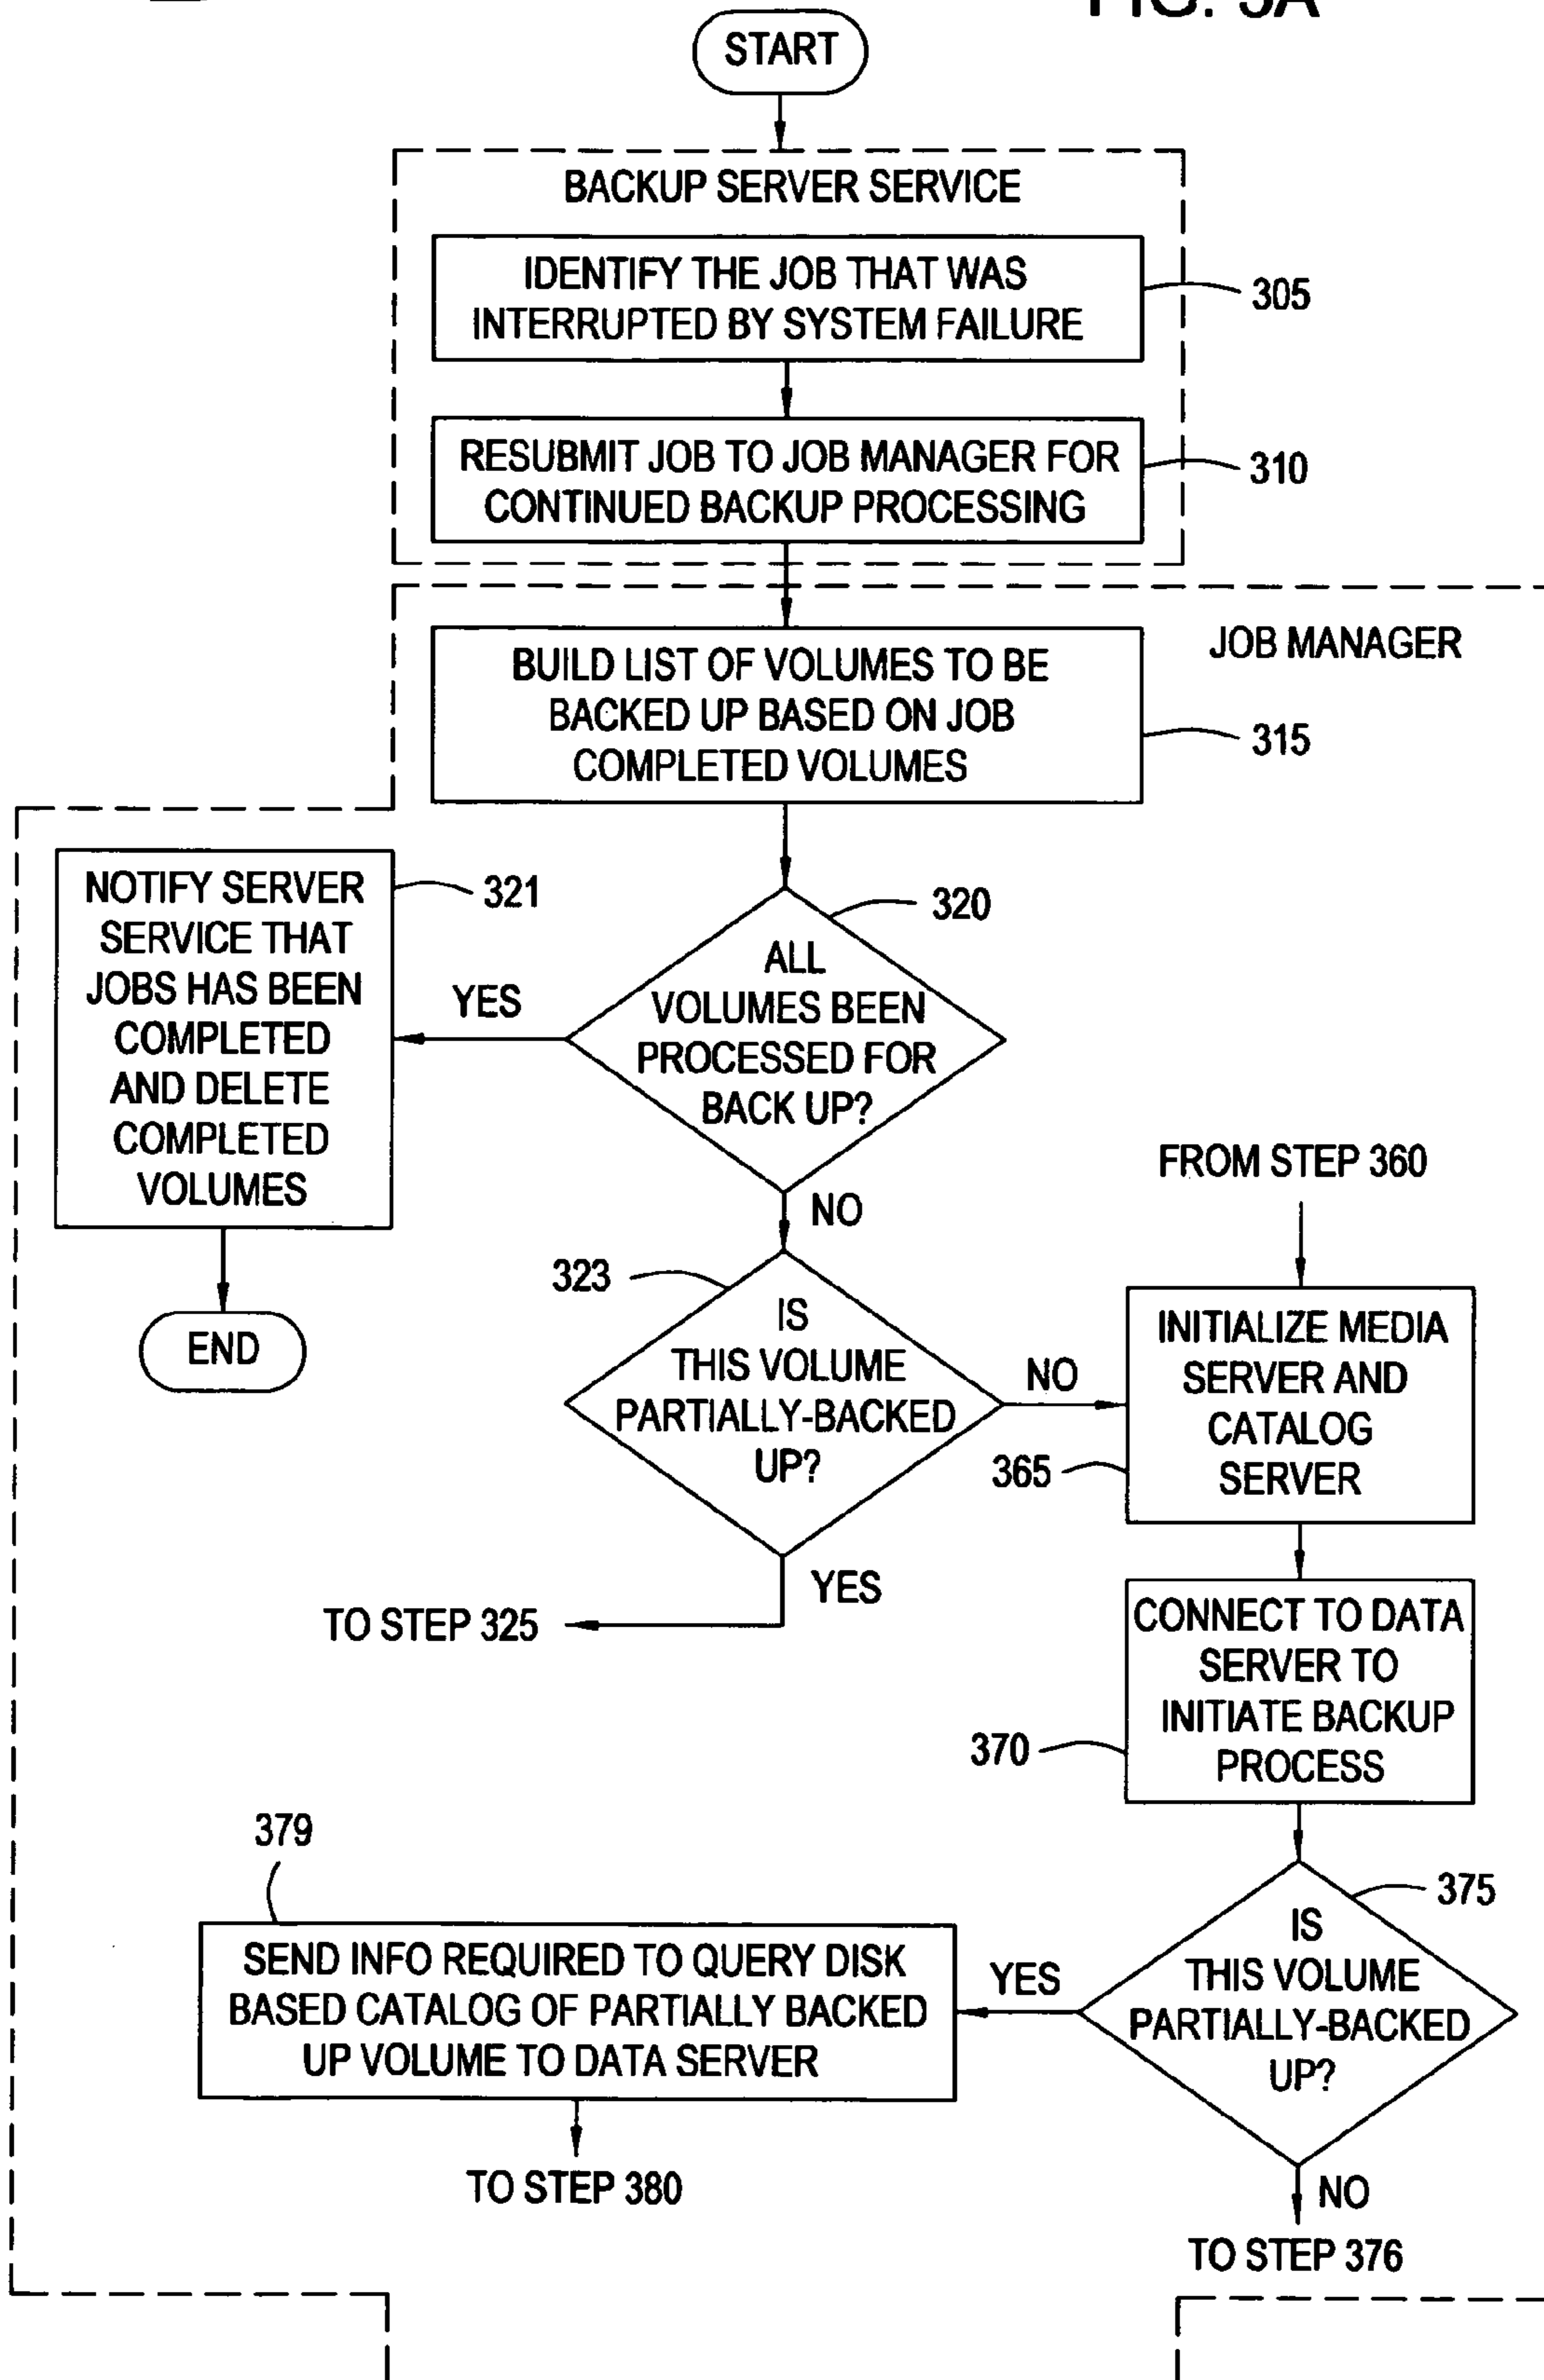 FIG. 3A
START
BACKUP SERVER SERVICE
IDENTIFY THE JOB THAT WAS
INTERRUPTED BY SYSTEM FAILURE
305
RESUBMIT JOB TO JOB MANAGER FOR
CONTINUED BACKUP PROCESSING
310
JOB MANAGER
BUILD LIST OF VOLUMES TO BE
BACKED UP BASED ON JOB
COMPLETED VOLUMES
315
NOTIFY SERVER
SERVICE THAT
JOBS HAS BEEN
COMPLETED
AND DELETE
COMPLETED
VOLUMES
321
YES
320
ALL
VOLUMES BEEN
PROCESSED FOR
BACK UP?
NO
END
323
IS
THIS VOLUME
PARTIALLY-BACKED
UP?
NO
YES
TO STEP 325
FROM STEP 360
INITIALIZE MEDIA
SERVER AND
CATALOG
SERVER
365
CONNECT TO DATA
SERVER TO
INITIATE BACKUP
PROCESS
370
375
IS
THIS VOLUME
PARTIALLY-BACKED
UP?
YES
379
SEND INFO REQUIRED TO QUERY DISK
BASED CATALOG OF PARTIALLY BACKED
UP VOLUME TO DATA SERVER
TO STEP 380
NO
TO STEP 376